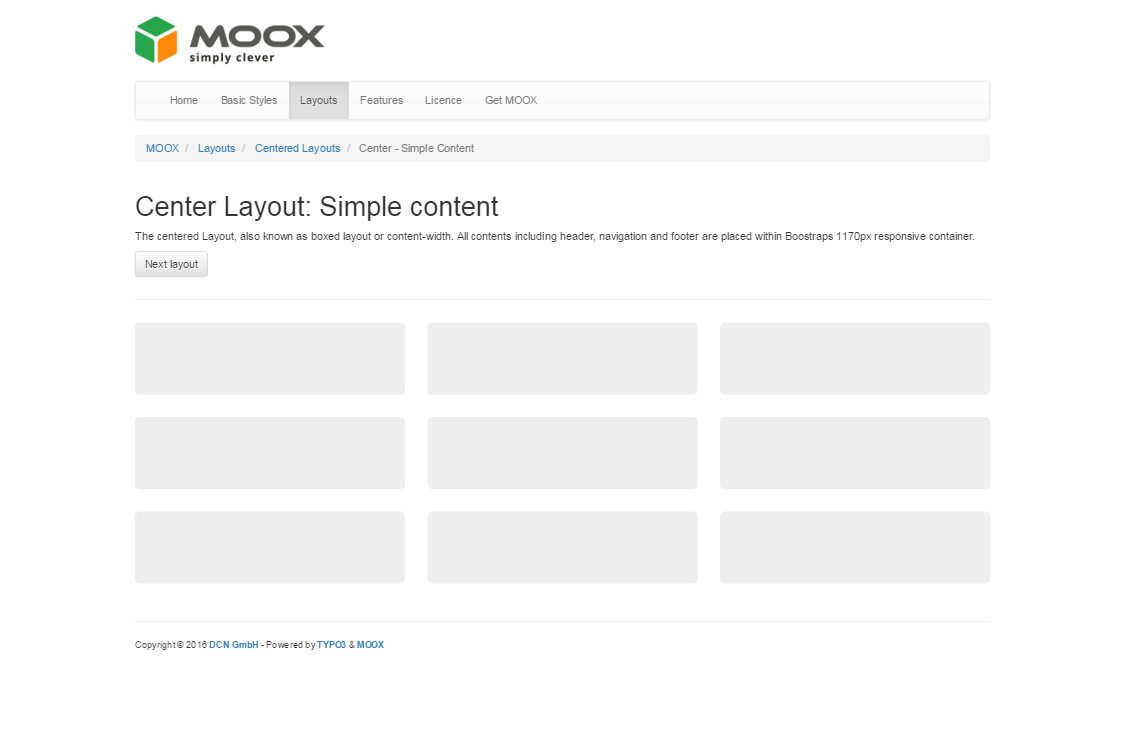 MOOX
simply clever
Home Basic Styles Layouts Features Licence Get MOOX
MOOX / Layouts / Centered Layouts / Center - Simple Content
Center Layout: Simple content
The centered Layout, also known as boxed layout or content-width. All contents including header, navigation and footer are placed within Boostraps 1170px responsive container.
Next layout
Copyright © 2016 DCN GmbH - Powered by TYPO3 & MOOX